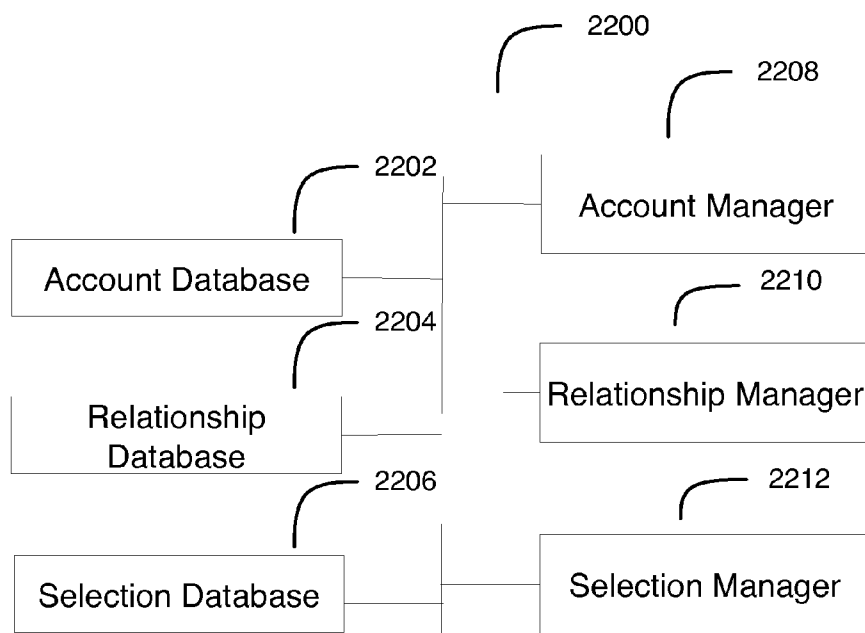 2200
2208
2202
Account Manager
Account Database
2210
2204
Relationship Manager
Relationship
Database
2206
2212
Selection Database
Selection Manager